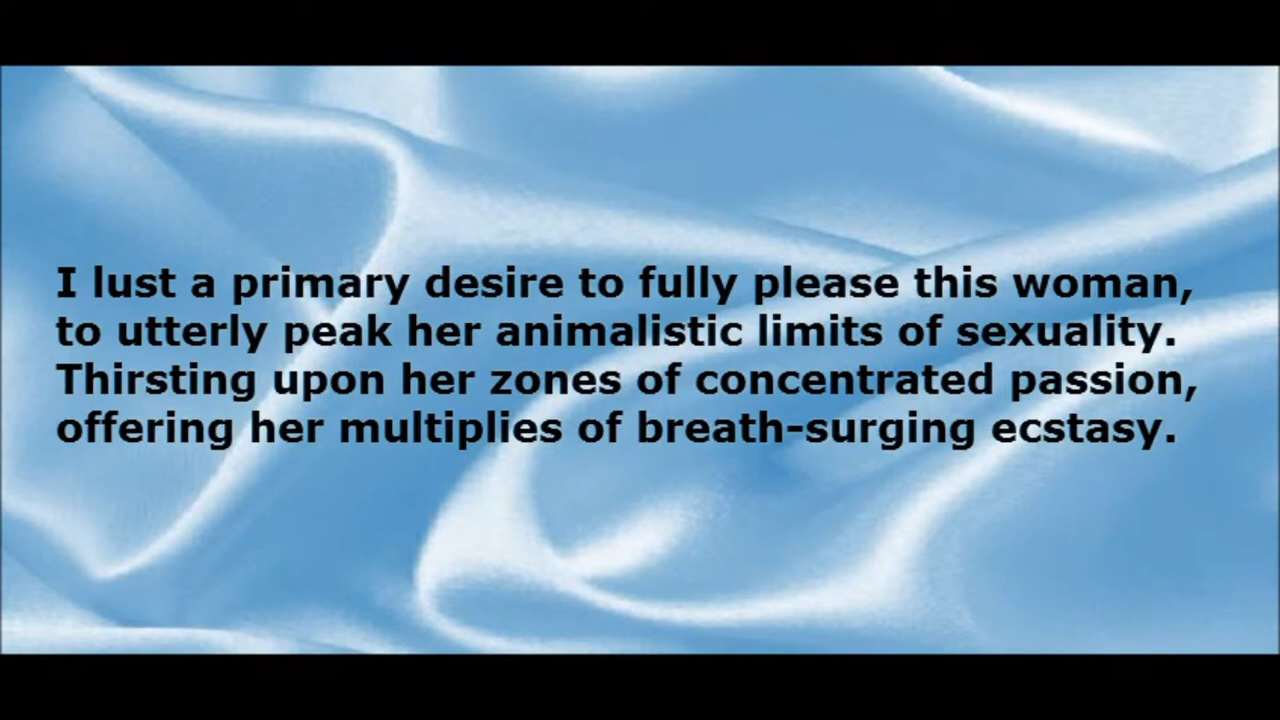 I lust a primary desire to fully please this woman,
to utterly peak her animalistic limits of sexuality.
Thirsting upon her zones of concentrated passion,
offering her multiplies of breath-surging ecstasy.